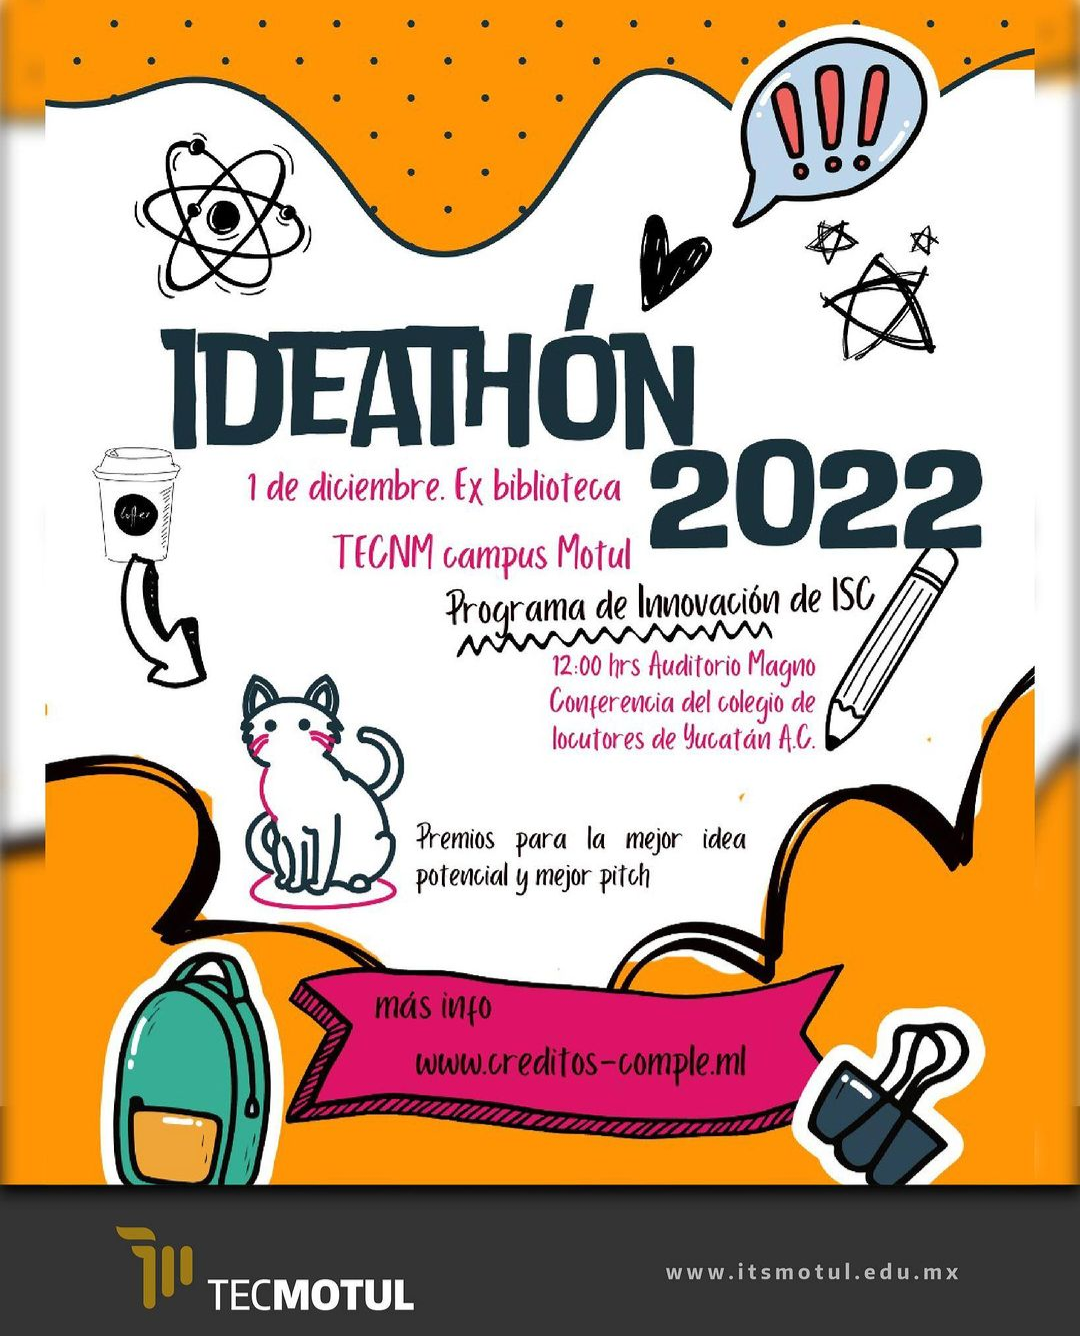 IDEATHÓN
2022
1 de diciembre. Ex biblioteca
TECNM campus Motul
Programa de Innovación de ISC
12:00 hrs Auditorio Magno
Conferencia del colegio de
locutores de Yucatán A.C.
Coffee
Premios para la mejor idea
potencial y mejor pitch
más info
www.creditos-comple.ml
TECMOTUL
www.itsmotul.edu.mx